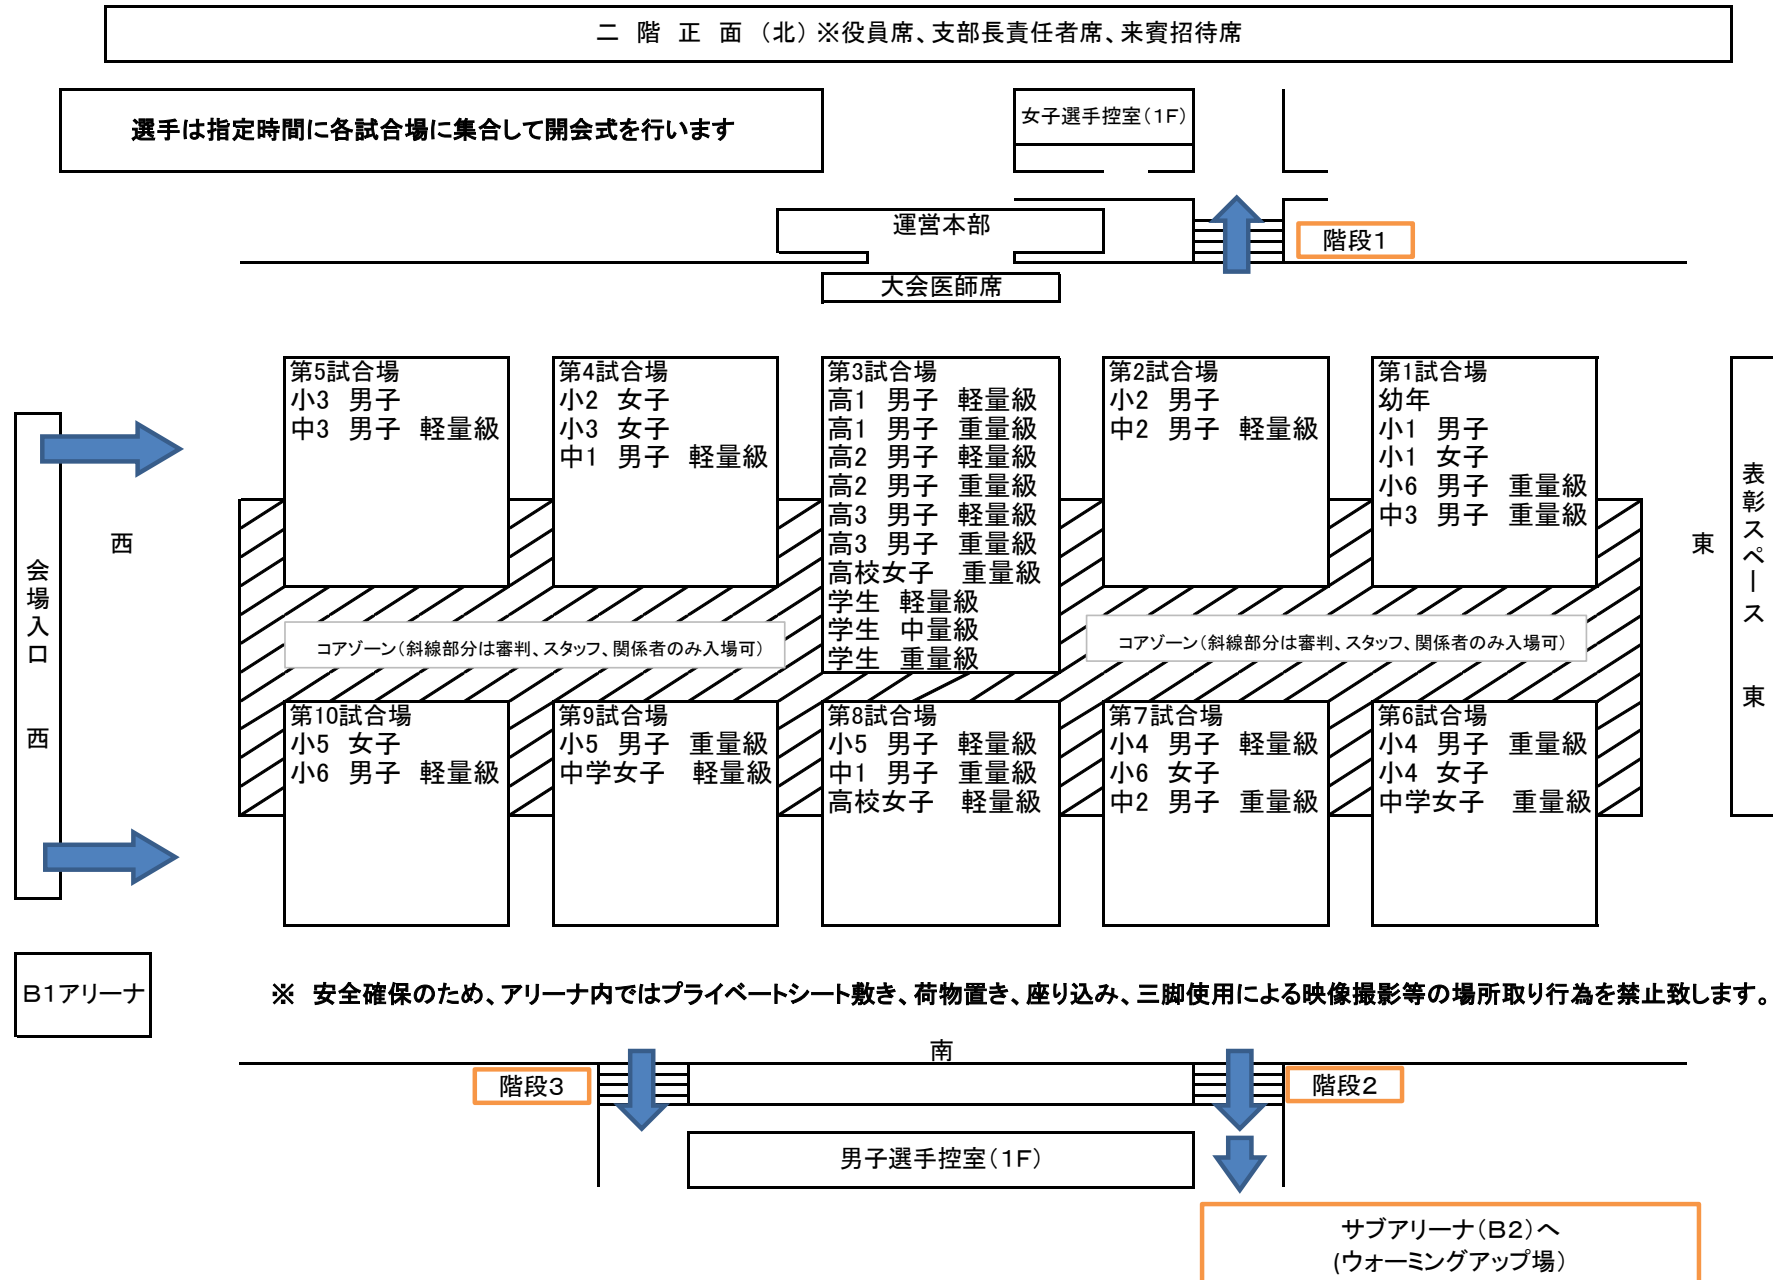 二 階 正 面 （北）※役員席、支部長責任者席、来賓招待席
選手は指定時間に各試合場に集合して開会式を行います
女子選手控室（1F）
運営本部
階段1
大会医師席
第5試合場
小3 男子
中3 男子 軽量級
第4試合場
小2 女子
小3 女子
中1 男子 軽量級
第3試合場
高1 男子 軽量級
高1 男子 重量級
高2 男子 軽量級
高2 男子 重量級
高3 男子 軽量級
高3 男子 重量級
高校女子 重量級
学生 軽量級
学生 中量級
学生 重量級
第2試合場
小2 男子
中2 男子 軽量級
第1試合場
幼年
小1 男子
小1 女子
小6 男子 重量級
中3 男子 重量級
会場入口 西
西
東
表彰スペース 東
コアゾーン（斜線部分は審判、スタッフ、関係者のみ入場可）
コアゾーン（斜線部分は審判、スタッフ、関係者のみ入場可）
第10試合場
小5 女子
小6 男子 軽量級
第9試合場
小5 男子 重量級
中学女子 軽量級
第8試合場
小5 男子 軽量級
中1 男子 重量級
高校女子 軽量級
第7試合場
小4 男子 軽量級
小6 女子
中2 男子 重量級
第6試合場
小4 男子 重量級
小4 女子
中学女子 重量級
B1アリーナ
※ 安全確保のため、アリーナ内ではプライベートシート敷き、荷物置き、座り込み、三脚使用による映像撮影等の場所取り行為を禁止致します。
南
階段3
階段2
男子選手控室（1F）
サブアリーナ（B2）へ
(ウォーミングアップ場）